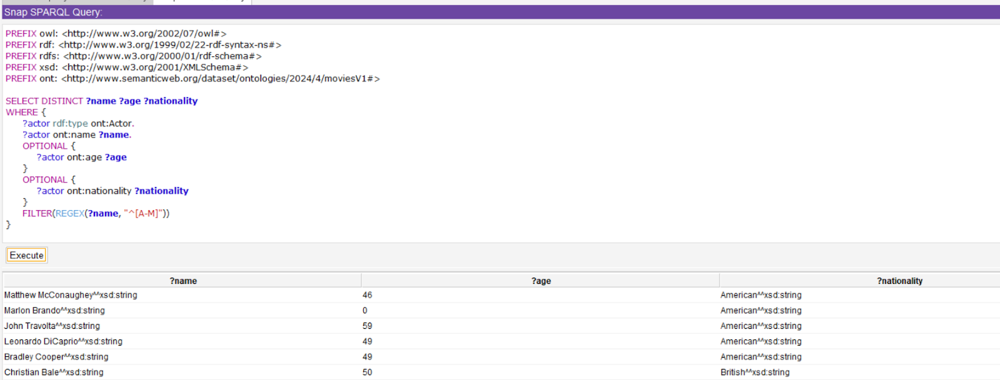 Snap SPARQL Query:
PREFIX owl: <http://www.w3.org/2002/07/owl#>
PREFIX rdf: <http://www.w3.org/1999/02/22-rdf-syntax-ns#>
PREFIX rdfs: <http://www.w3.org/2000/01/rdf-schema#>
PREFIX xsd: <http://www.w3.org/2001/XMLSchema#>
PREFIX ont: <http://www.semanticweb.org/dataset/ontologies/2024/4/moviesV1#>
SELECT DISTINCT ?name ?age ?nationality
WHERE {
?actor rdf:type ont:Actor.
?actor ont:name ?name.
OPTIONAL {
?actor ont:age ?age
}
OPTIONAL {
?actor ont:nationality ?nationality
}
FILTER(REGEX(?name, "^[A-M]"))
}
Execute
?name ?age ?nationality
Matthew McConaughey^^xsd:string 46 American^^xsd:string
Marlon Brando^^xsd:string 0 American^^xsd:string
John Travolta^^xsd:string 59 American^^xsd:string
Leonardo DiCaprio^^xsd:string 49 American^^xsd:string
Bradley Cooper^^xsd:string 49 American^^xsd:string
Christian Bale^^xsd:string 50 British^^xsd:string